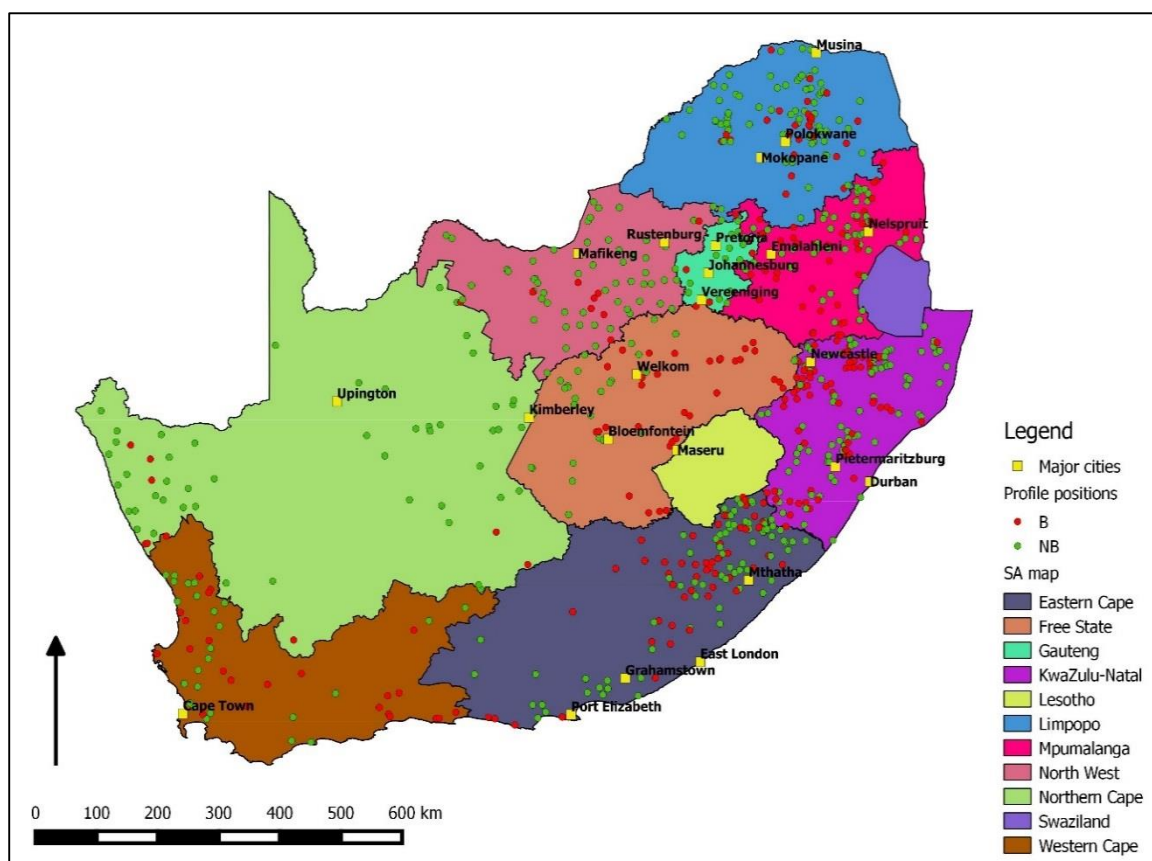 Musina
Polokwane
Mokopane
Nelspruit
Rustenburg
Pretoria
Emalahleni
Mafikeng
Johannesburg
Vereeniging
Newcastle
Welkom
Upington
Kimberley
Bloemfontein
Maseru
Pietermaritzburg
Durban
Mthatha
East London
Grahamstown
Cape Town
Port Elizabeth
Legend
Major cities
Profile positions
B
NB
SA map
Eastern Cape
Free State
Gauteng
KwaZulu-Natal
Lesotho
Limpopo
Mpumalanga
North West
Northern Cape
Swaziland
Western Cape
0 100 200 300 400 500 600 km